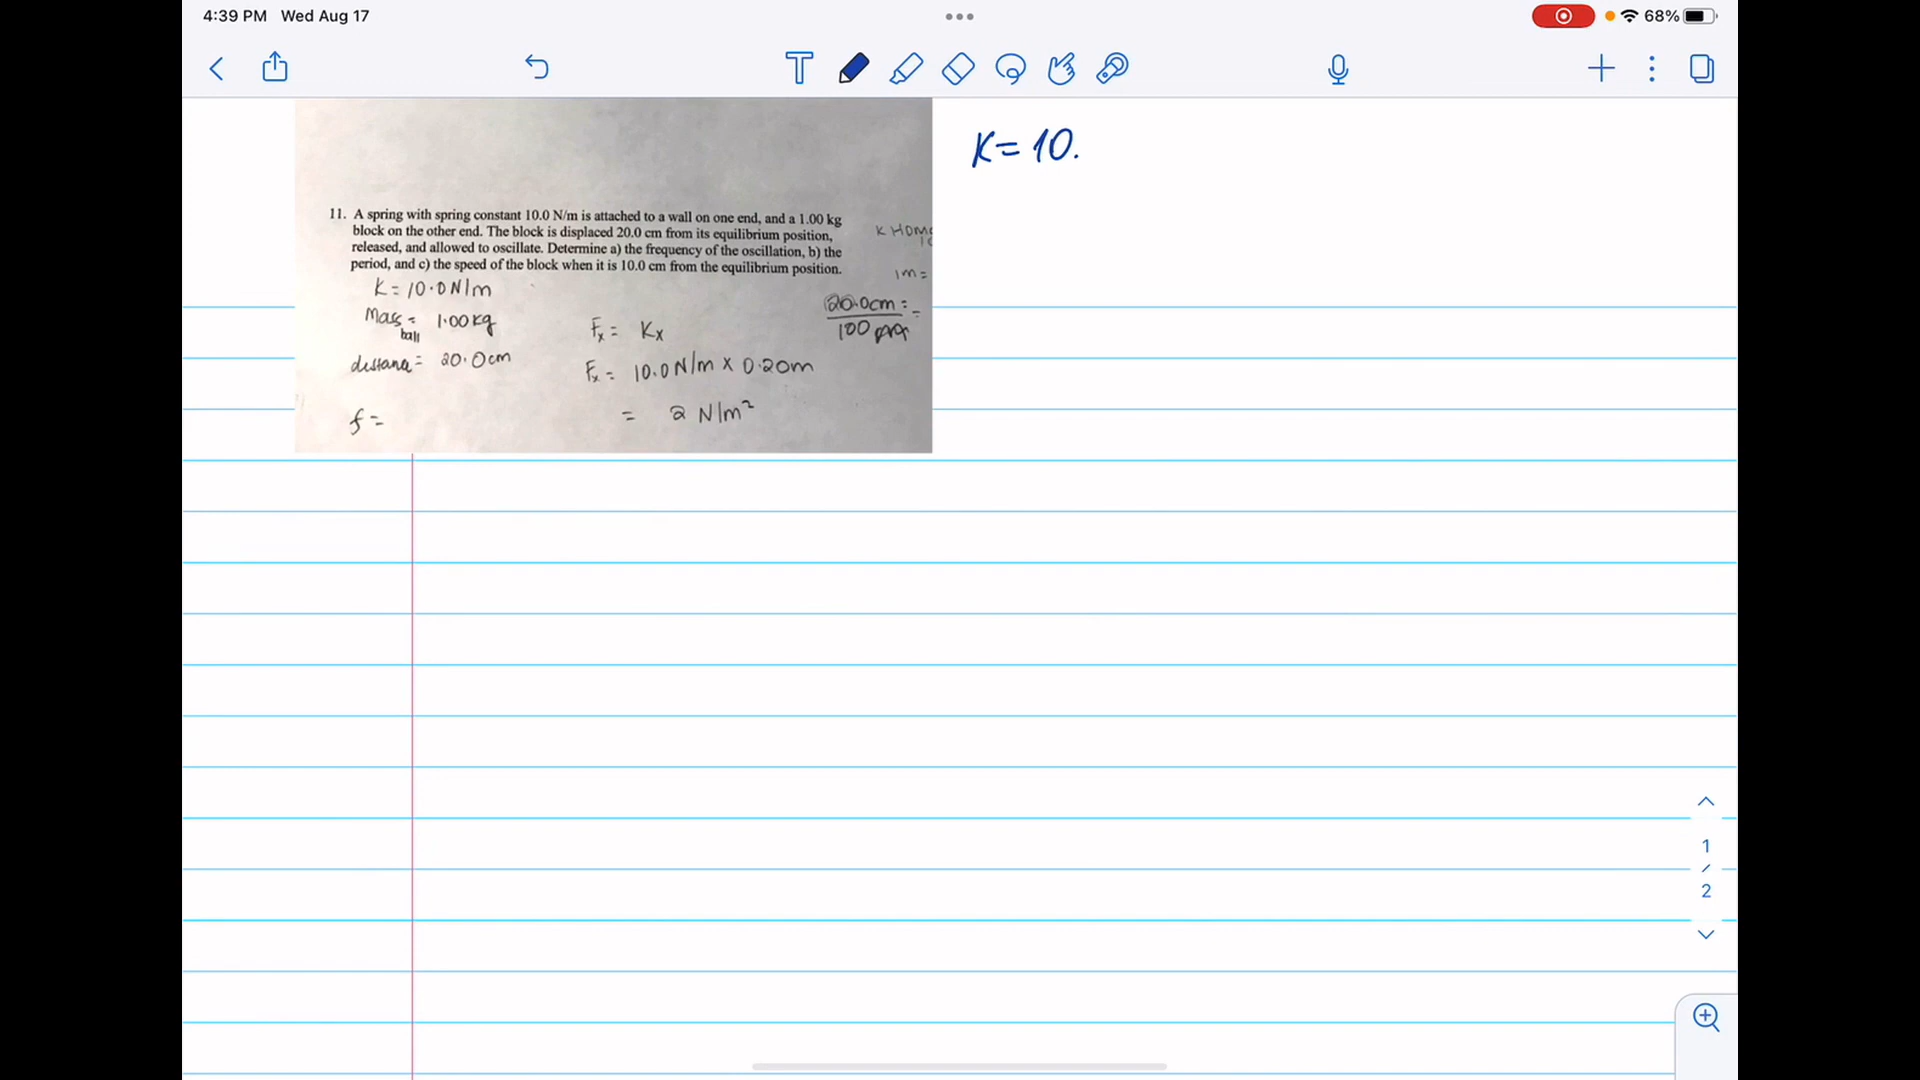 4:39 PM Wed Aug 17
68%
K = 10.
11. A spring with spring constant 10.0 N/m is attached to a wall on one end, and a 1.00 kg
block on the other end. The block is displaced 20.0 cm from its equilibrium position,
released, and allowed to oscillate. Determine a) the frequency of the oscillation, b) the
period, and c) the speed of the block when it is 10.0 cm from the equilibrium position.
1m =
K = 10.0 N/m
Mass = 1.00 kg
ball
distance = 20.0 cm
f =
Fx = Kx
Fx = 10.0 N/m x 0.20m
= 2 N/m²
20.0cm =
100
=
1
/
2